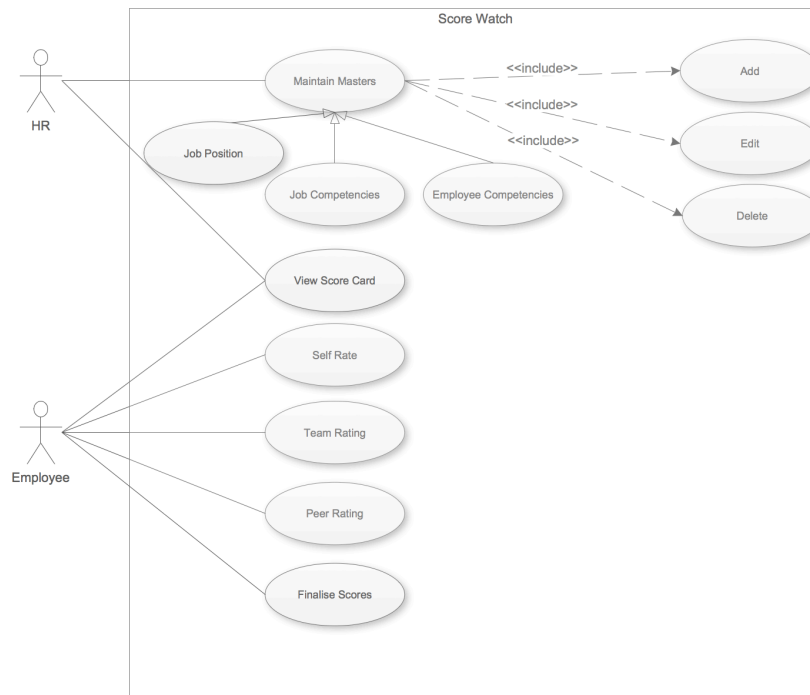 Score Watch
HR
Maintain Masters
<<include>>
Add
<<include>>
Edit
<<include>>
Delete
Job Position
Job Competencies
Employee Competencies
View Score Card
Self Rate
Employee
Team Rating
Peer Rating
Finalise Scores